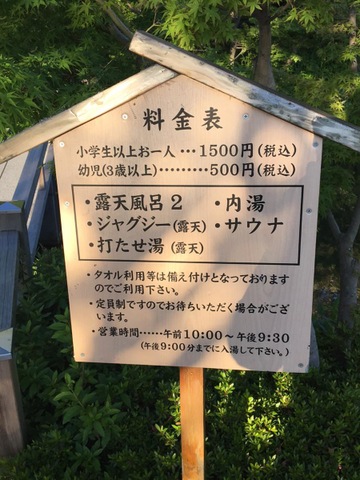 料金表
小学生以上お一人…1500円(税込)
幼児(3歳以上)………500円(税込)
・露天風呂2 ・内湯
・ジャグジー(露天)・サウナ
・打たせ湯(露天)
・タオル利用等は備え付けとなっております
のでご利用下さい。
・定員制ですのでお待ちいただく場合がござ
います。
・営業時間……午前10:00～午後9:30
(午後9:00分までに入湯して下さい。)